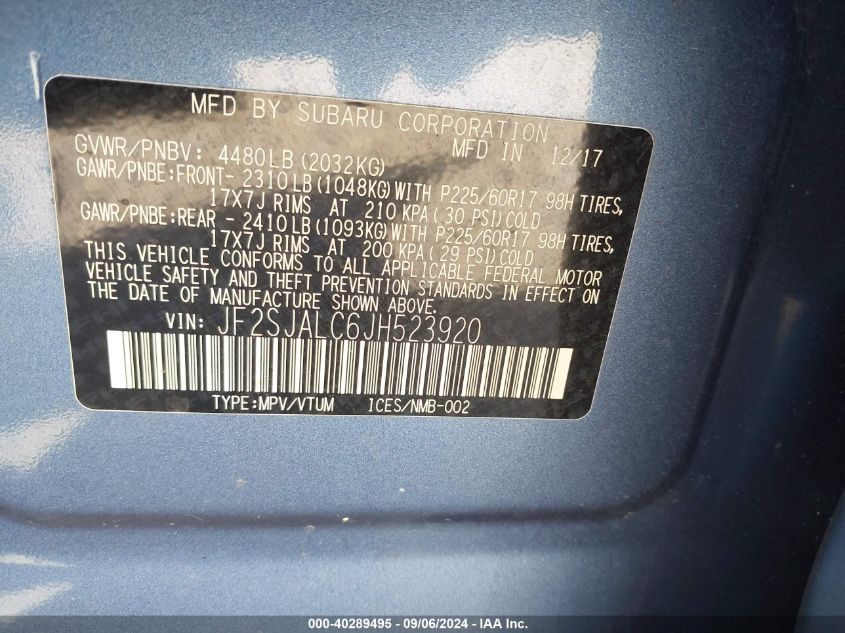 MFD BY SUBARU CORPORATION
MFD IN 12/17
GVWR/PNBV: 4480LB(2032KG)
GAWR/PNBE:FRONT- 2310LB(1048KG)WITH P225/60R17 98H TIRES,
17X7J RIMS AT 210 KPA(30 PSI)COLD
GAWR/PNBE:REAR - 2410LB(1093KG)WITH P225/60R17 98H TIRES,
17X7J RIMS AT 200 KPA(29 PSI)COLD
THIS VEHICLE CONFORMS TO ALL APPLICABLE FEDERAL MOTOR
VEHICLE SAFETY AND THEFT PREVENTION STANDARDS IN EFFECT ON
THE DATE OF MANUFACTURE SHOWN ABOVE.
VIN: JF2SJALC6JH523920
TYPE:MPV/VTUM ICES/NMB-002
000-40289495 - 09/06/2024 - IAA Inc.